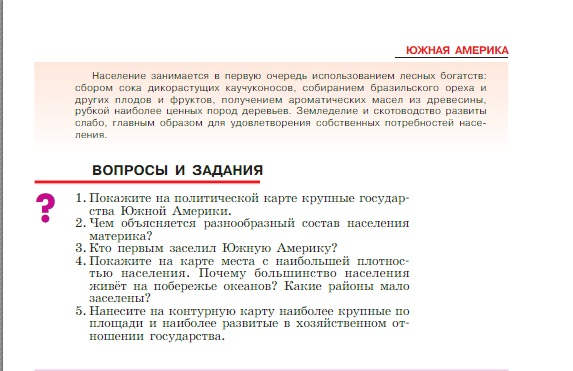 ЮЖНАЯ АМЕРИКА
Население занимается в первую очередь использованием лесных богатств:
сбором сока дикорастущих каучуконосов, собиранием бразильского ореха и
других плодов и фруктов, получением ароматических масел из древесины,
рубкой наиболее ценных пород деревьев. Земледелие и скотоводство развиты
слабо, главным образом для удовлетворения собственных потребностей насе-
ления.
ВОПРОСЫ И ЗАДАНИЯ
?
1. Покажите на политической карте крупные государ-
ства Южной Америки.
2. Чем объясняется разнообразный состав населения
материка?
3. Кто первым заселил Южную Америку?
4. Покажите на карте места с наибольшей плотнос-
тью населения. Почему большинство населения
живёт на побережье океанов? Какие районы мало
заселены?
5. Нанесите на контурную карту наиболее крупные по
площади и наиболее развитые в хозяйственном от-
ношении государства.